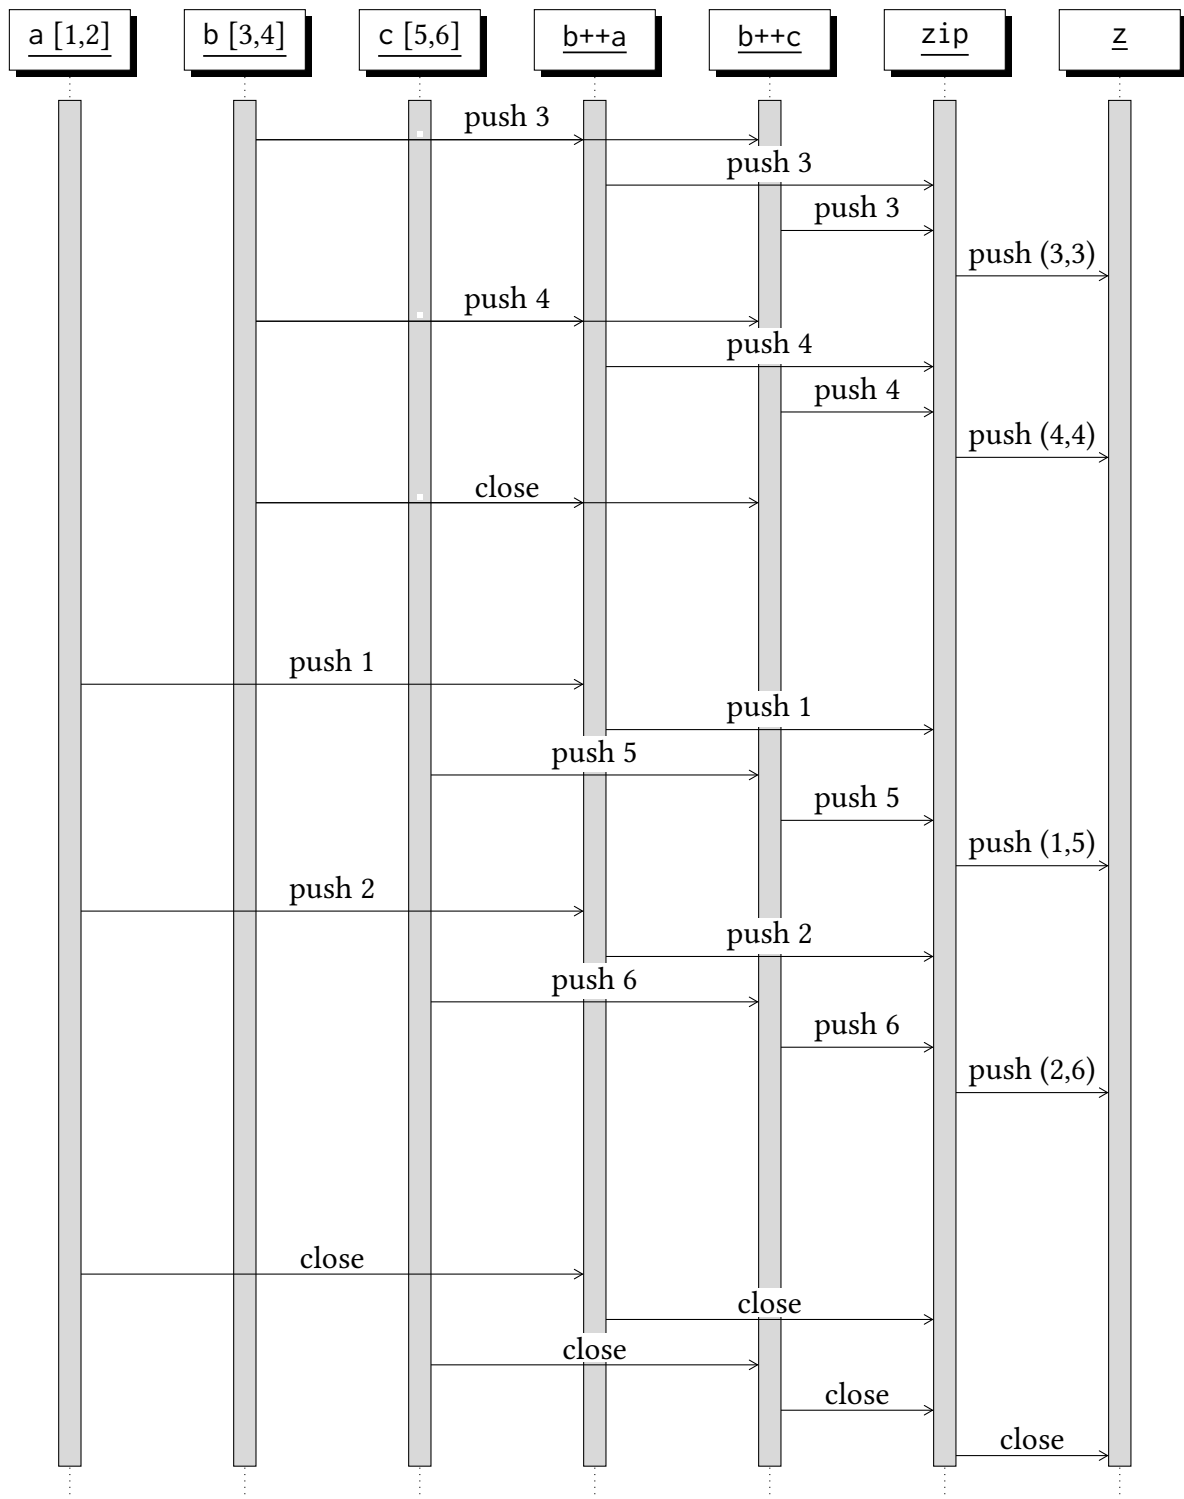 a [1,2] b [3,4] c [5,6] b++a b++c zip z
push 3
push 3
push 3
push (3,3)
push 4
push 4
push 4
push (4,4)
close
push 1
push 1
push 5
push 5
push (1,5)
push 2
push 2
push 6
push 6
push (2,6)
close
close
close
close
close